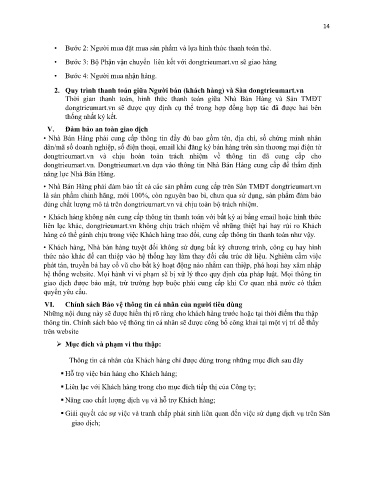 14
• Bước 2: Người mua đặt mua sản phẩm và lựa hình thức thanh toán thẻ.
• Bước 3: Bộ Phận vận chuyển liên kết với dongtrieumart.vn sẽ giao hàng
• Bước 4: Người mua nhận hàng.
2. Quy trình thanh toán giữa Người bán (khách hàng) và Sàn dongtrieumart.vn
Thời gian thanh toán, hình thức thanh toán giữa Nhà Bán Hàng và Sàn TMĐT
dongtrieumart.vn sẽ được quy định cụ thể trong hợp đồng hợp tác đã được hai bên
thống nhất ký kết.
V. Đảm bảo an toàn giao dịch
• Nhà Bán Hàng phải cung cấp thông tin đầy đủ bao gồm tên, địa chỉ, số chứng minh nhân
dân/mã số doanh nghiệp, số điện thoại, email khi đăng ký bán hàng trên sàn thương mại điện tử
dongtrieumart.vn và chịu hoàn toàn trách nhiệm về thông tin đã cung cấp cho
dongtrieumart.vn. Dongtrieumart.vn dựa vào thông tin Nhà Bán Hàng cung cấp để thẩm định
năng lực Nhà Bán Hàng.
• Nhà Bán Hàng phải đảm bảo tất cả các sản phẩm cung cấp trên Sàn TMĐT dongtrieumart.vn
là sản phẩm chính hãng, mới 100%, còn nguyên bao bì, chưa qua sử dụng, sản phẩm đảm bảo
đúng chất lượng mô tả trên dongtrieumart.vn và chịu toàn bộ trách nhiệm.
• Khách hàng không nên cung cấp thông tin thanh toán với bất kỳ ai bằng email hoặc hình thức
liên lạc khác, dongtrieumart.vn không chịu trách nhiệm về những thiệt hại hay rủi ro Khách
hàng có thể gánh chịu trong việc Khách hàng trao đổi, cung cấp thông tin thanh toán như vậy.
• Khách hàng, Nhà bán hàng tuyệt đối không sử dụng bất kỳ chương trình, công cụ hay hình
thức nào khác để can thiệp vào hệ thống hay làm thay đổi cấu trúc dữ liệu. Nghiêm cấm việc
phát tán, truyền bá hay cổ vũ cho bất kỳ hoạt động nào nhằm can thiệp, phá hoại hay xâm nhập
hệ thống website. Mọi hành vi vi phạm sẽ bị xử lý theo quy định của pháp luật. Mọi thông tin
giao dịch được bảo mật, trừ trường hợp buộc phải cung cấp khi Cơ quan nhà nước có thẩm
quyền yêu cầu.
VI. Chính sách Bảo vệ thông tin cá nhân của người tiêu dùng
Những nội dung này sẽ được hiển thị rõ ràng cho khách hàng trước hoặc tại thời điểm thu thập
thông tin. Chính sách bảo vệ thông tin cá nhân sẽ được công bố công khai tại một vị trí dễ thấy
trên website
➢ Mục đích và phạm vi thu thập:
Thông tin cá nhân của Khách hàng chỉ được dùng trong những mục đích sau đây
▪ Hỗ trợ việc bán hàng cho Khách hàng;
▪ Liên lạc với Khách hàng trong cho mục địch tiếp thị của Công ty;
▪ Nâng cao chất lượng dịch vụ và hỗ trợ Khách hàng;
▪ Giải quyết các sự việc và tranh chấp phát sinh liên quan đến việc sử dụng dịch vụ trên Sàn
giao dịch;